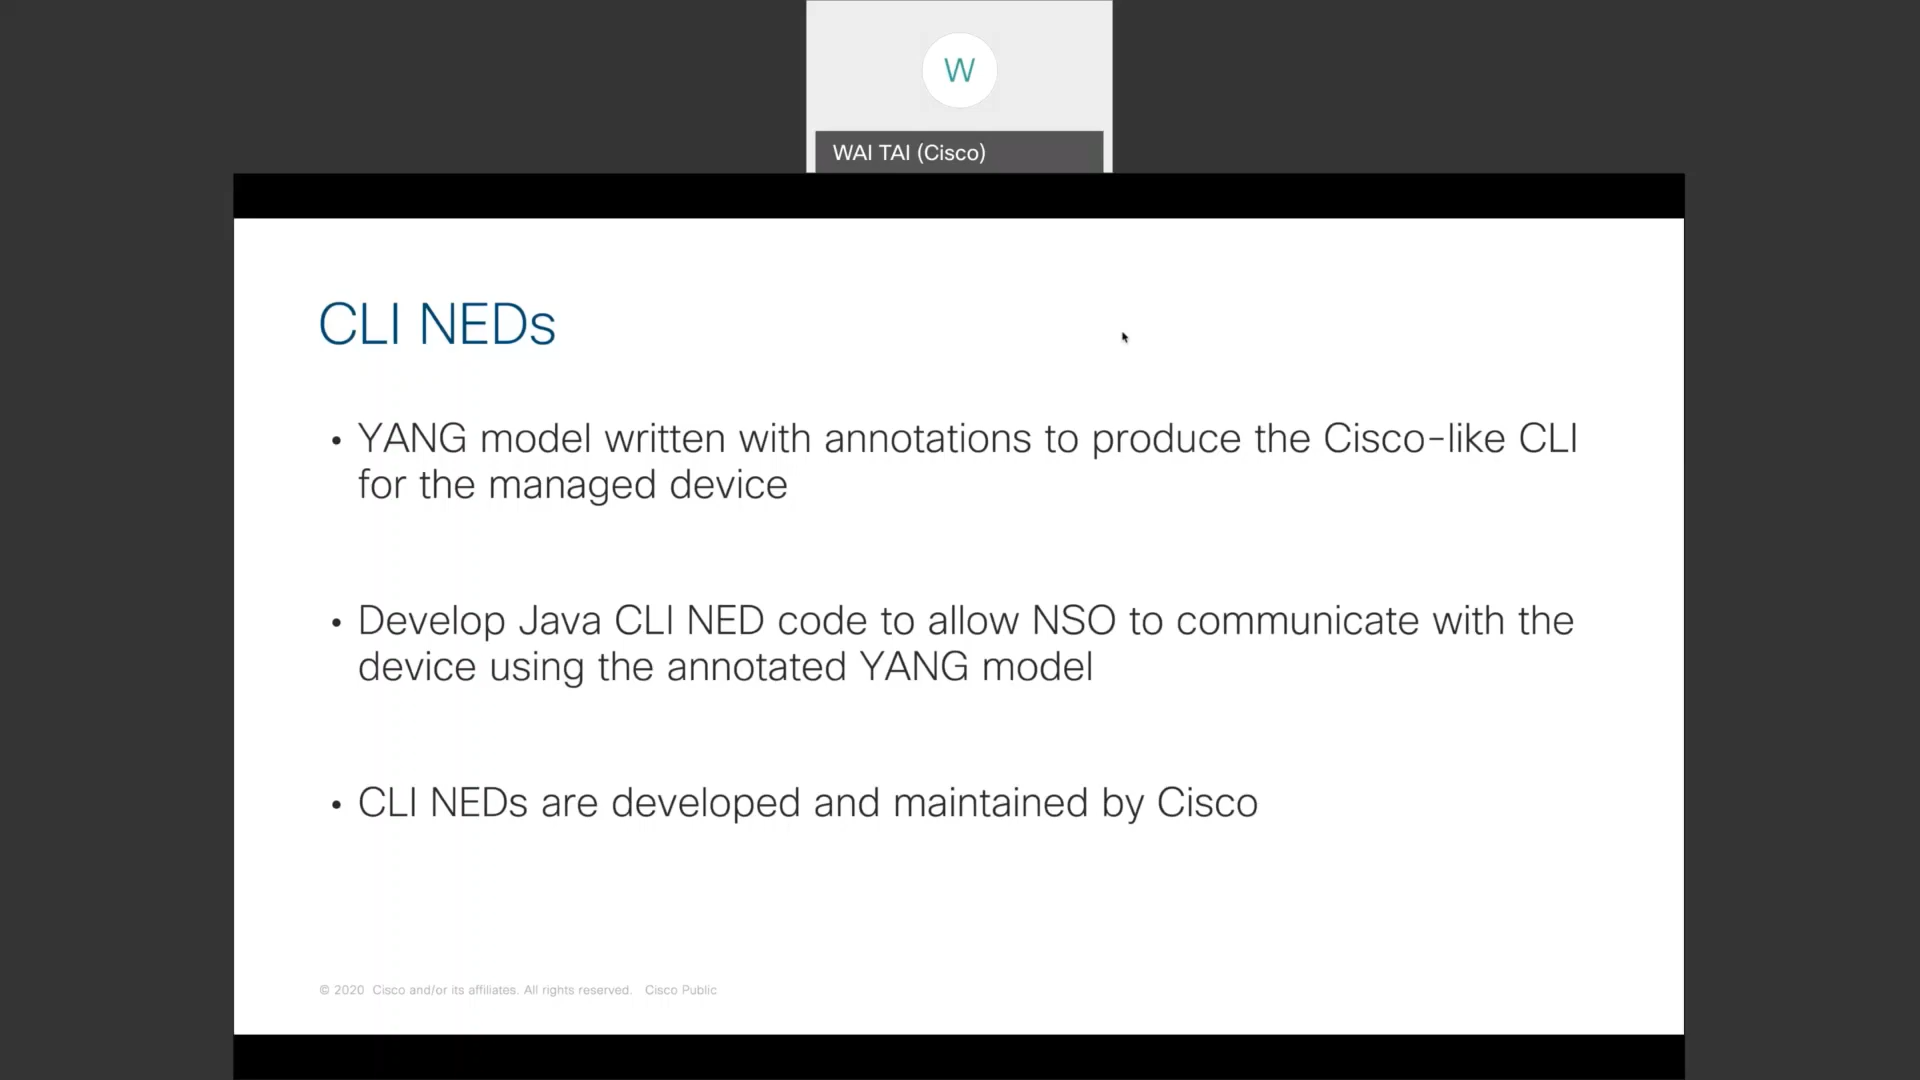 W
WAI TAI (Cisco)
CLI NEDs
• YANG model written with annotations to produce the Cisco-like CLI
for the managed device
• Develop Java CLI NED code to allow NSO to communicate with the
device using the annotated YANG model
• CLI NEDs are developed and maintained by Cisco
© 2020 Cisco and/or its affiliates. All rights reserved. Cisco Public